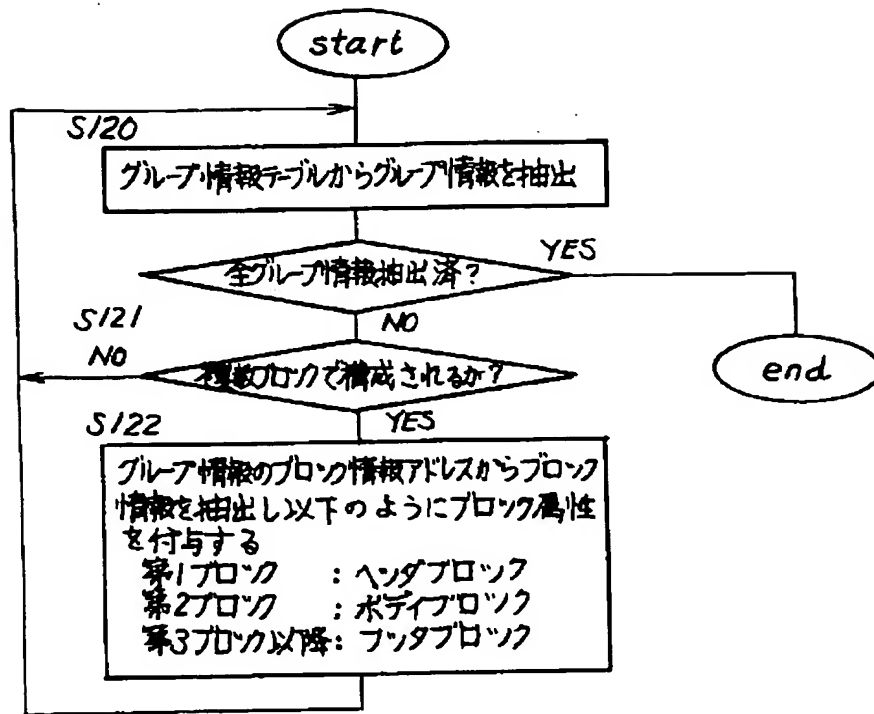 start
S120
グループ情報テーブルからグループ情報を抽出
全グループ情報抽出済?
YES
S121
NO
NO
複数ブロックで構成されるか?
end
S122
YES
グループ情報のブロック情報アドレスからブロック
情報を抽出し以下のようにブロック属性
を付与する
第1ブロック : ヘッダブロック
第2ブロック : ボディブロック
第3ブロック以降: フッタブロック